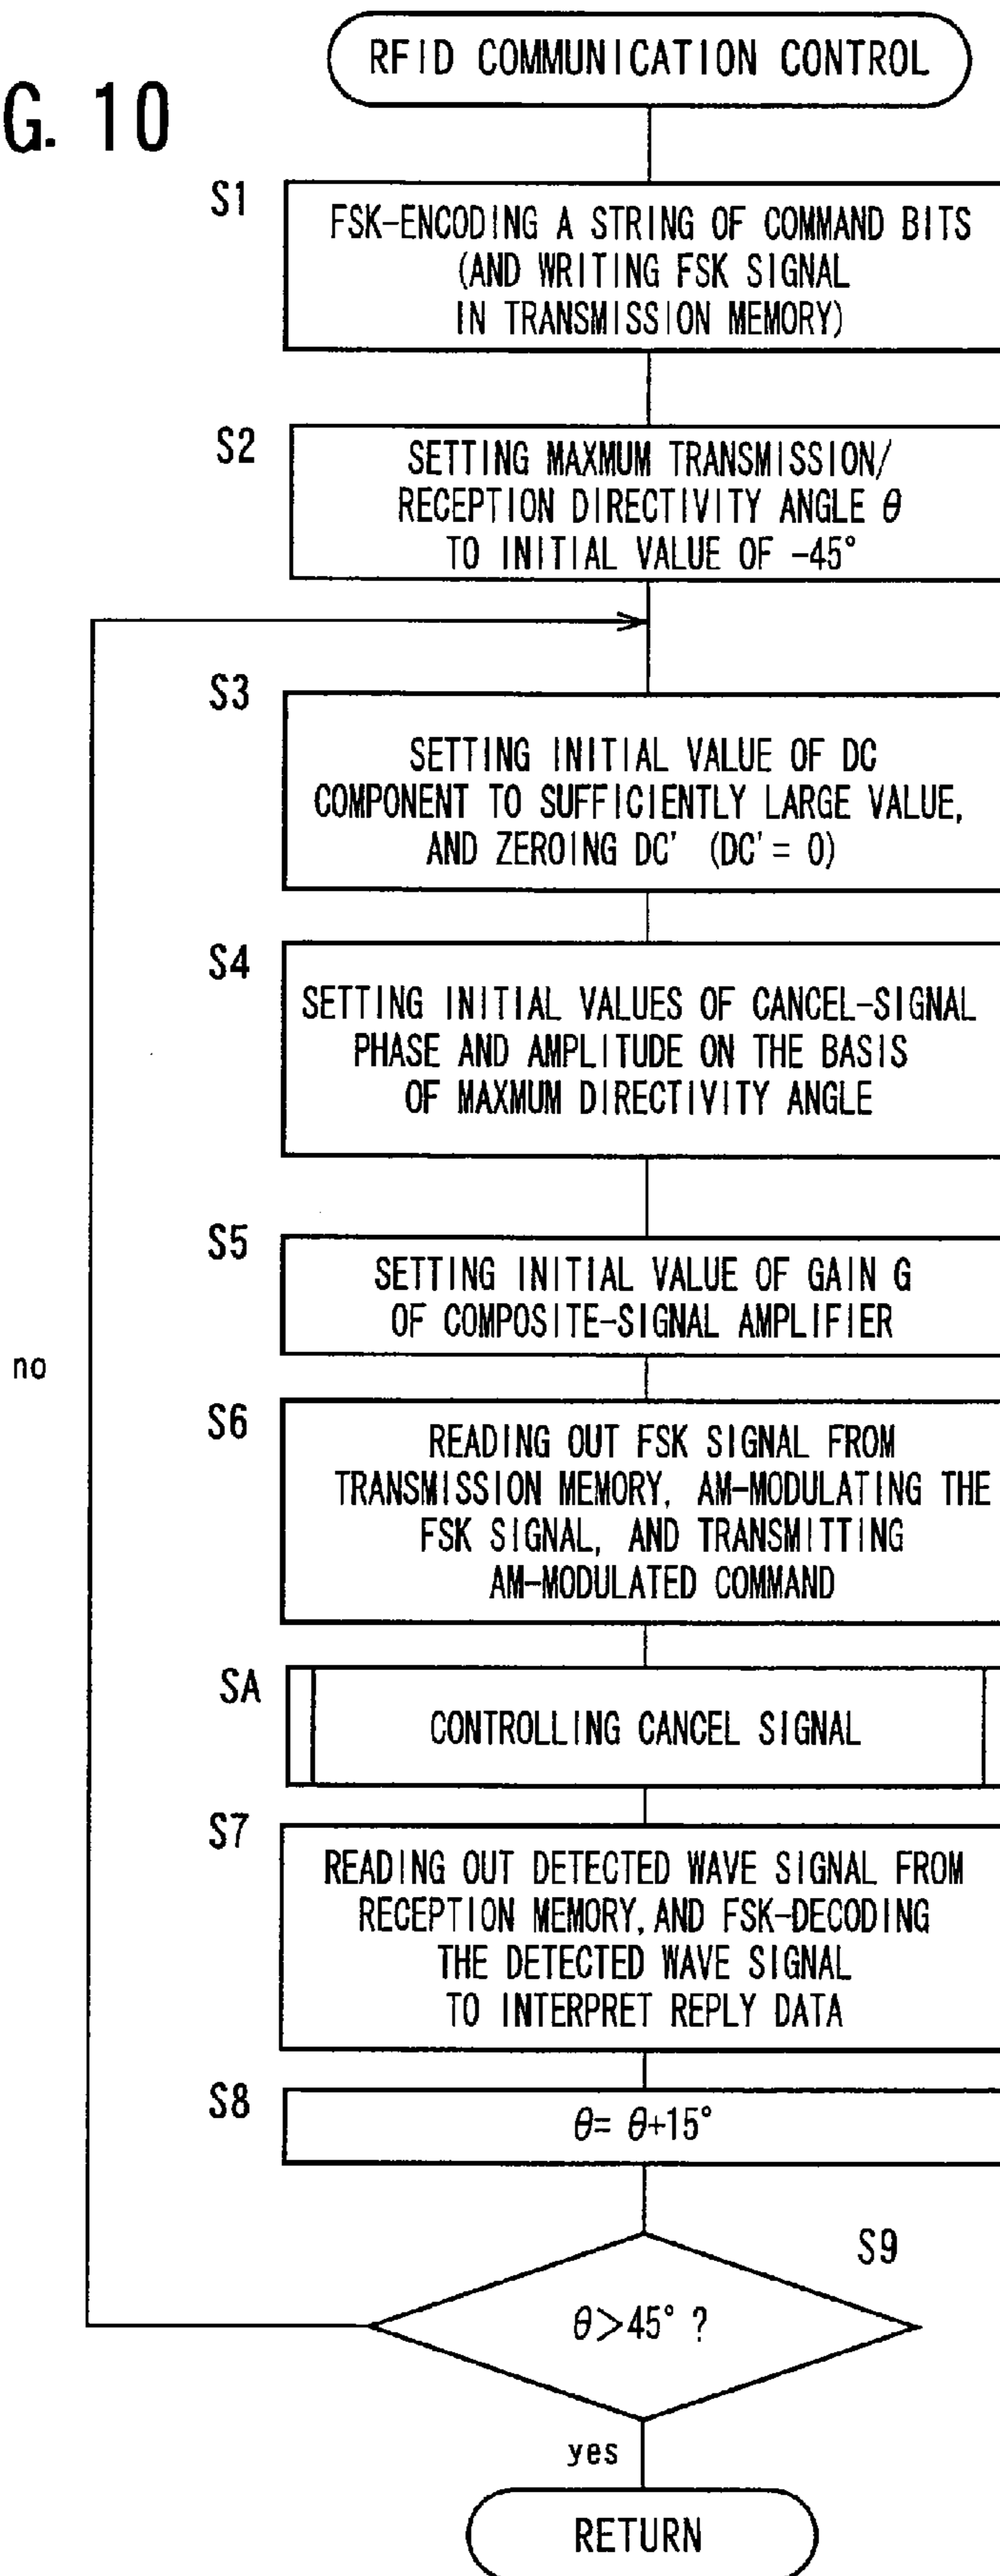 RFID COMMUNICATION CONTROL
G. 10
S1
FSK-ENCODING A STRING OF COMMAND BITS
(AND WRITING FSK SIGNAL
IN TRANSMISSION MEMORY)
S2
SETTING MAXMUM TRANSMISSION/
RECEPTION DIRECTIVITY ANGLE θ
TO INITIAL VALUE OF -45°
S3
SETTING INITIAL VALUE OF DC
COMPONENT TO SUFFICIENTLY LARGE VALUE,
AND ZEROING DC' (DC'= 0)
S4
SETTING INITIAL VALUES OF CANCEL-SIGNAL
PHASE AND AMPLITUDE ON THE BASIS
OF MAXMUM DIRECTIVITY ANGLE
S5
SETTING INITIAL VALUE OF GAIN G
OF COMPOSITE-SIGNAL AMPLIFIER
no
S6
READING OUT FSK SIGNAL FROM
TRANSMISSION MEMORY, AM-MODULATING THE
FSK SIGNAL, AND TRANSMITTING
AM-MODULATED COMMAND
SA
CONTROLLING CANCEL SIGNAL
S7
READING OUT DETECTED WAVE SIGNAL FROM
RECEPTION MEMORY, AND FSK-DECODING
THE DETECTED WAVE SIGNAL
TO INTERPRET REPLY DATA
S8
θ= θ+15°
S9
θ>45° ?
yes
RETURN